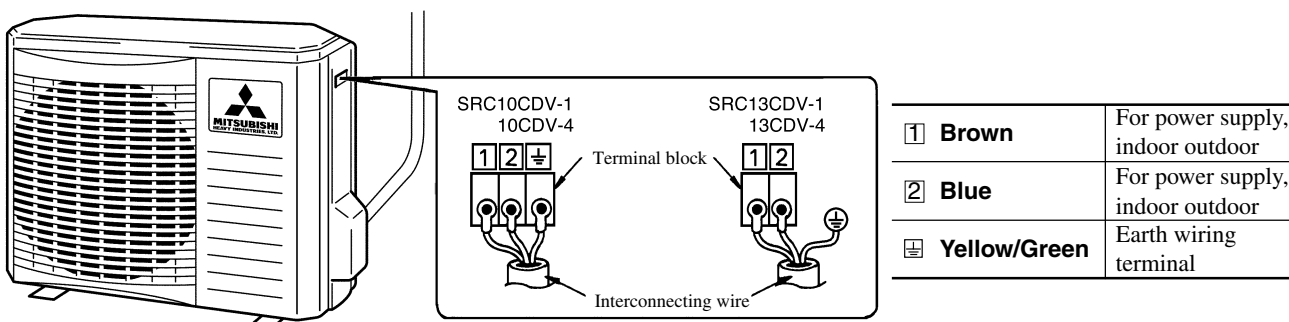 MITSUBISHI
HEAVY INDUSTRIES, LTD.
SRC10CDV-1
10CDV-4
1 2 ⏚
Terminal block
SRC13CDV-1
13CDV-4
1 2
⏚
Interconnecting wire
1 Brown For power supply,
indoor outdoor
2 Blue For power supply,
indoor outdoor
⏚ Yellow/Green Earth wiring
terminal